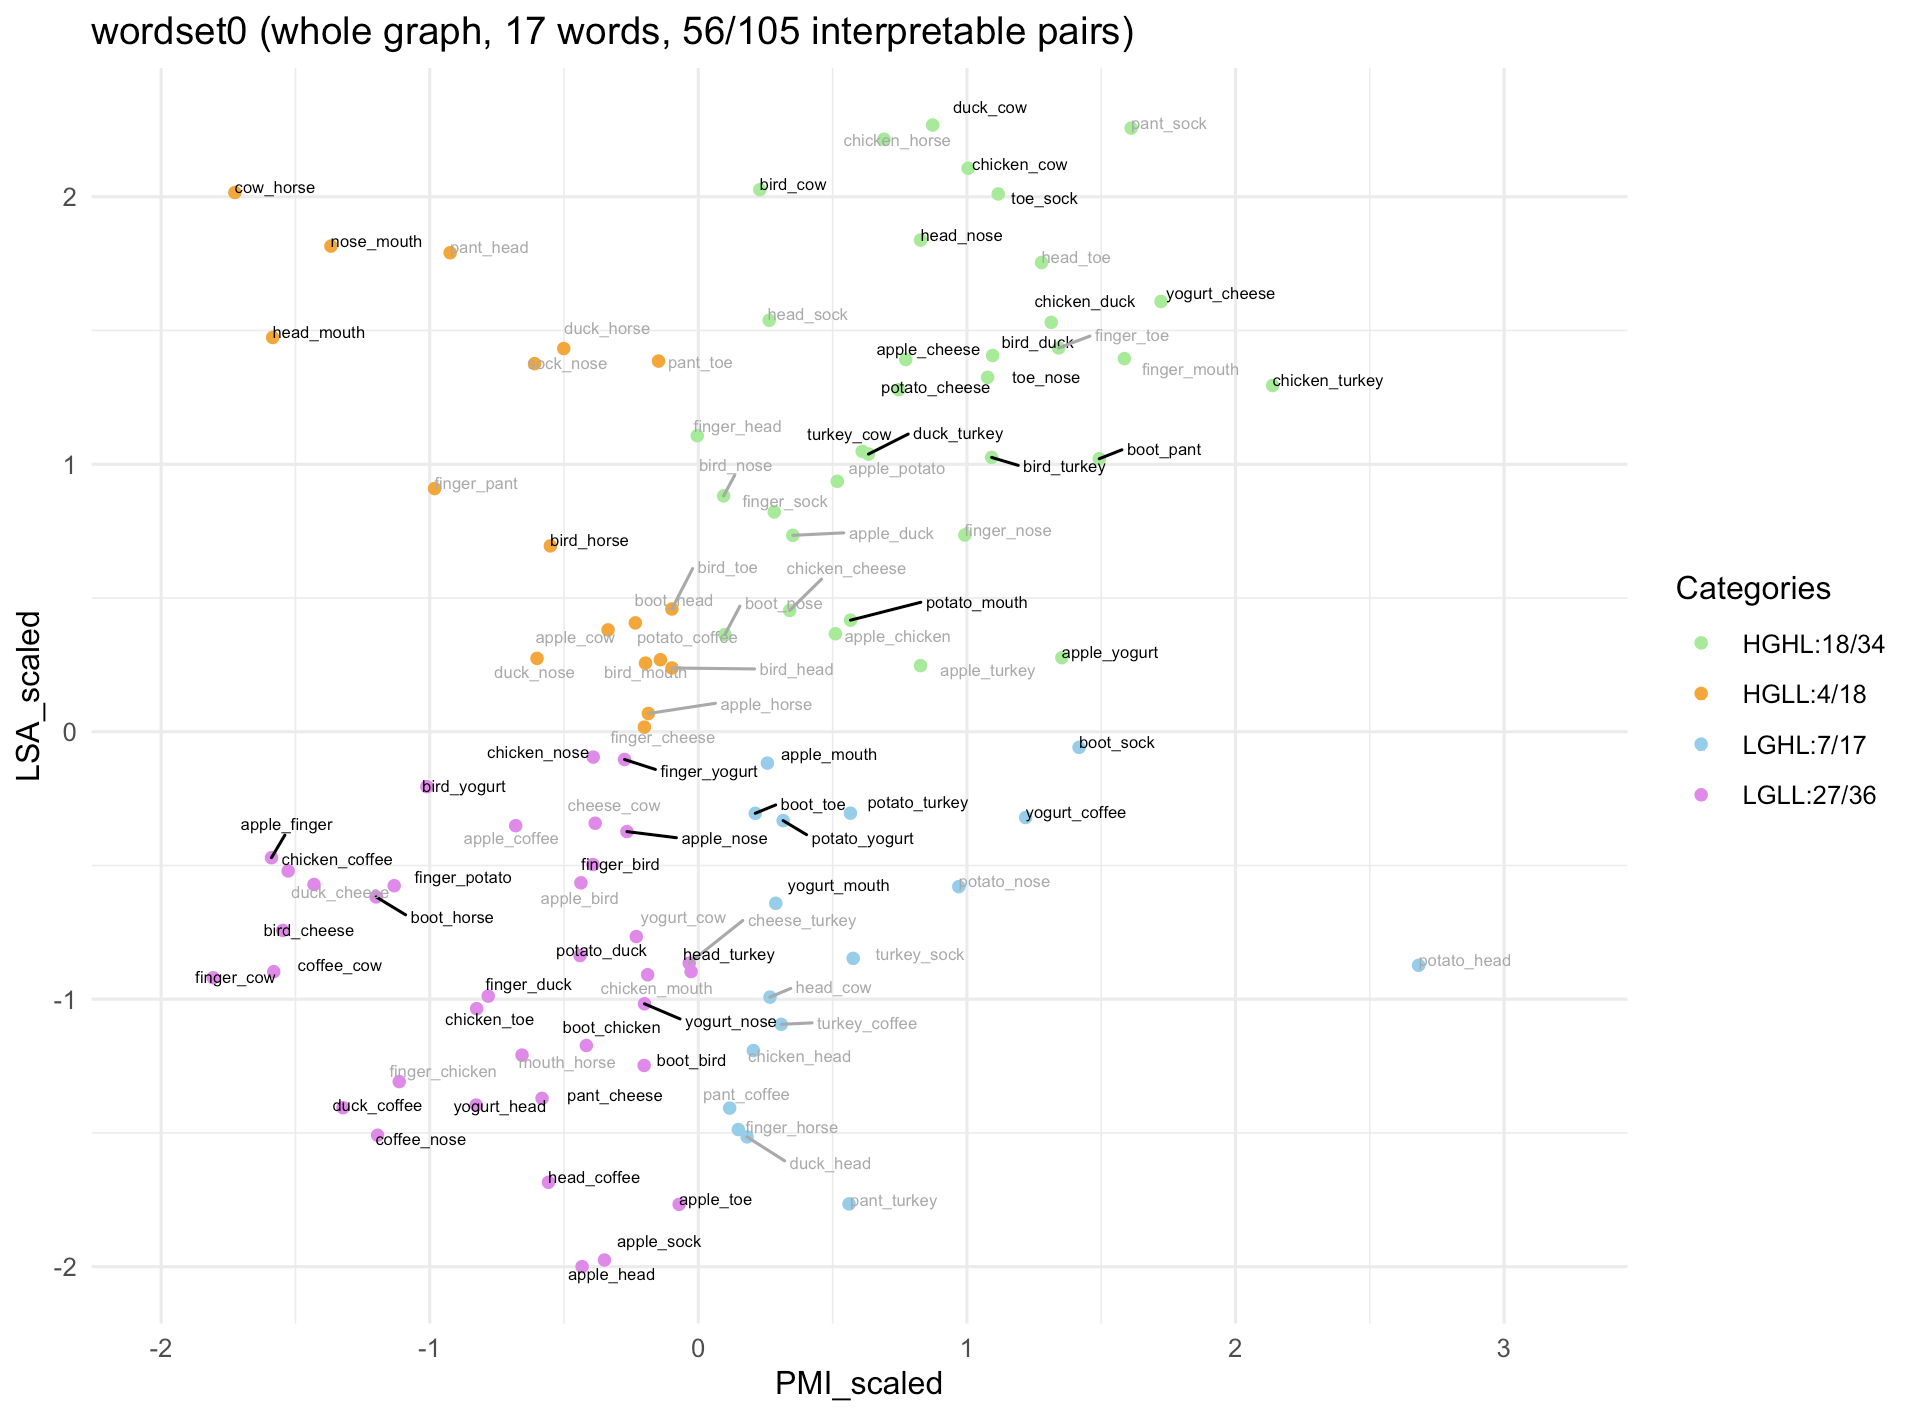 wordset0 (whole graph, 17 words, 56/105 interpretable pairs)
duck_cow
pant_sock
chicken_horse
chicken_cow
bird_cow
cow_horse
toe_sock
head_nose
nose_mouth
pant_head
head_toe
yogurt_cheese
chicken_duck
head_sock
duck_horse
head_mouth
finger_toe
bird_duck
apple_cheese
sock_nose
pant_toe
finger_mouth
toe_nose
chicken_turkey
potato_cheese
finger_head
turkey_cow
duck_turkey
boot_pant
bird_nose
apple_potato
bird_turkey
finger_pant
finger_sock
finger_nose
apple_duck
bird_horse
bird_toe
chicken_cheese
boot_head
boot_nose
potato_mouth
apple_cow
potato_coffee
apple_chicken
apple_yogurt
duck_nose
bird_mouth
bird_head
apple_turkey
apple_horse
finger_cheese
chicken_nose
boot_sock
apple_mouth
finger_yogurt
bird_yogurt
cheese_cow
boot_toe
potato_turkey
yogurt_coffee
apple_finger
apple_coffee
apple_nose
potato_yogurt
chicken_coffee
finger_bird
finger_potato
potato_nose
duck_cheese
yogurt_mouth
apple_bird
boot_horse
yogurt_cow
cheese_turkey
bird_cheese
potato_duck
head_turkey
turkey_sock
potato_head
coffee_cow
finger_cow
finger_duck
chicken_mouth
head_cow
chicken_toe
boot_chicken
yogurt_nose
turkey_coffee
mouth_horse
boot_bird
chicken_head
finger_chicken
pant_cheese
pant_coffee
duck_coffee
yogurt_head
finger_horse
coffee_nose
duck_head
head_coffee
apple_toe
pant_turkey
apple_sock
apple_head
2
1
0
-1
-2
LSA_scaled
-2
-1
0
1
2
3
PMI_scaled
Categories
HGHL:18/34
HGLL:4/18
LGHL:7/17
LGLL:27/36